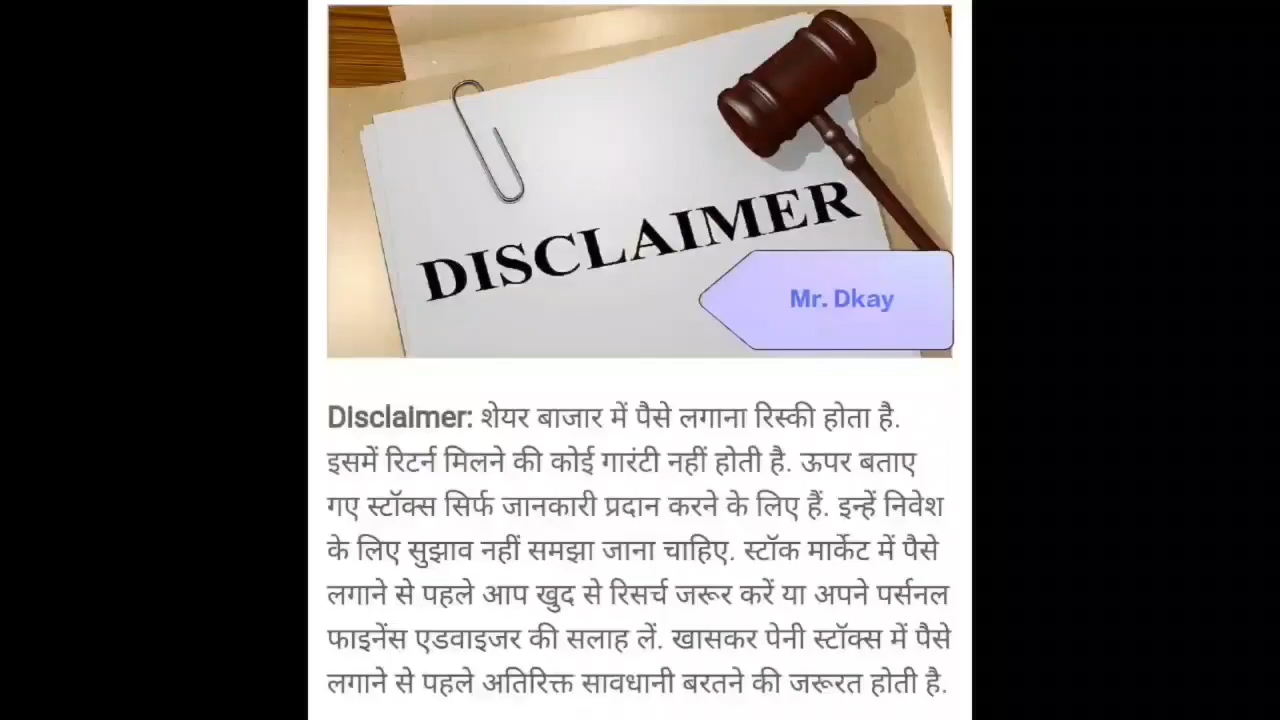 DISCLAIMER
Mr. Dkay
Disclaimer: शेयर बाजार में पैसे लगाना रिस्की होता है.
इसमें रिटर्न मिलने की कोई गारंटी नहीं होती है. ऊपर बताए
गए स्टॉक्स सिर्फ जानकारी प्रदान करने के लिए हैं. इन्हें निवेश
के लिए सुझाव नहीं समझा जाना चाहिए. स्टॉक मार्केट में पैसे
लगाने से पहले आप खुद से रिसर्च जरूर करें या अपने पर्सनल
फाइनेंस एडवाइजर की सलाह लें. खासकर पेनी स्टॉक्स में पैसे
लगाने से पहले अतिरिक्त सावधानी बरतने की जरूरत होती है.